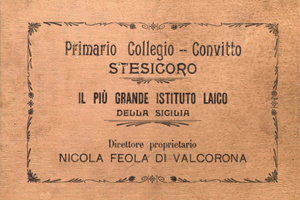 Primario Collegio - Convitto
STESICORO
IL PIÙ GRANDE ISTITUTO LAICO
DELLA SICILIA
Direttore proprietario
NICOLA FEOLA DI VALCORONA